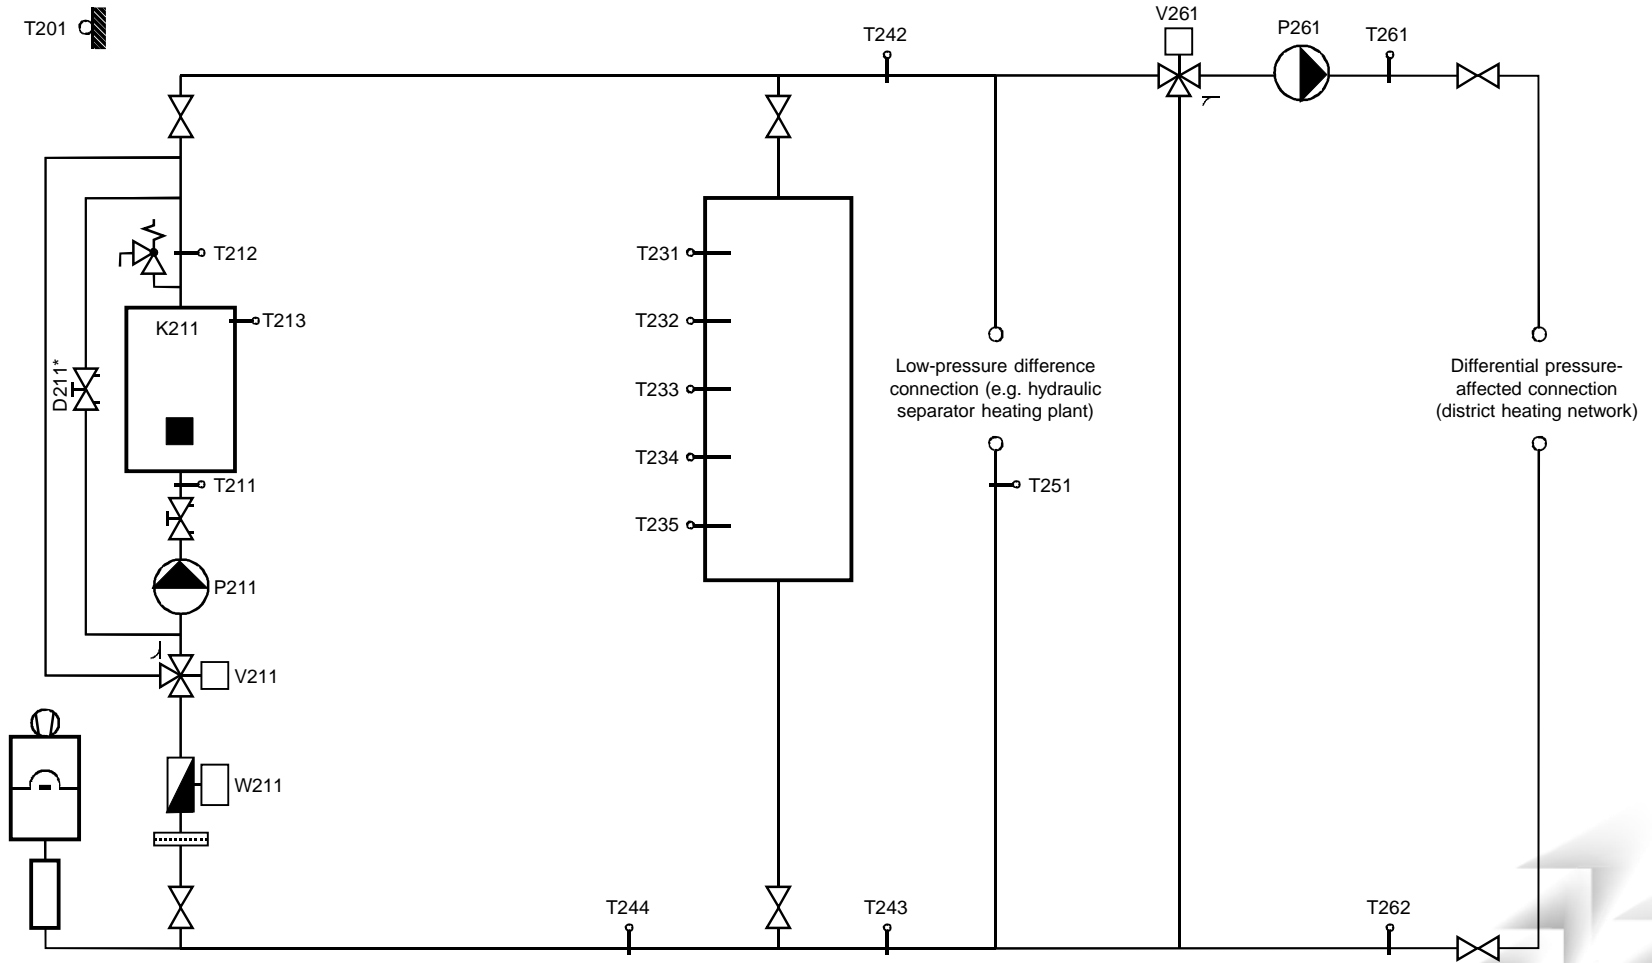 T201
T242
V261
P261
T261
T212
T231
K211
T213
T232
Low-pressure difference
connection (e.g. hydraulic
separator heating plant)
Differential pressure-
affected connection
(district heating network)
D211*
T233
T234
T211
T251
T235
P211
V211
W211
T244
T243
T262